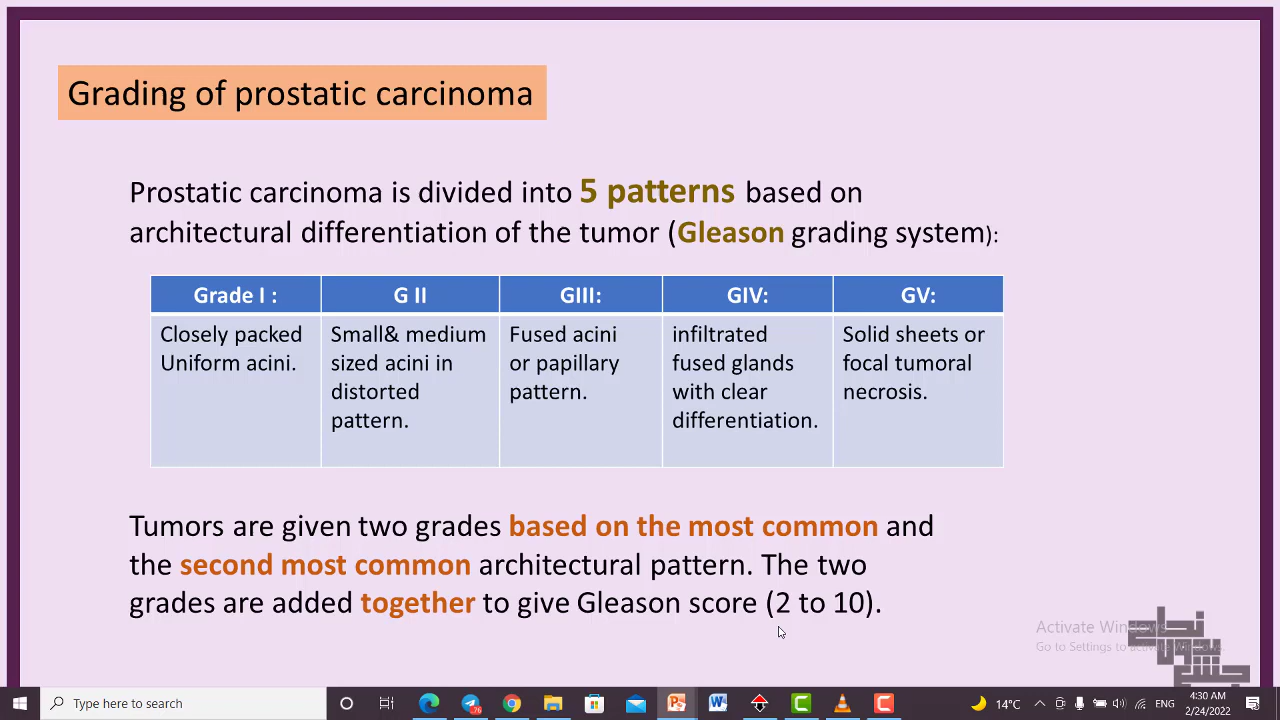 Grading of prostatic carcinoma
Prostatic carcinoma is divided into 5 patterns based on
architectural differentiation of the tumor (Gleason grading system):
Grade I :
G II
GIII:
GIV:
GV:
Closely packed
Uniform acini.
Small& medium
sized acini in
distorted
pattern.
Fused acini
or papillary
pattern.
infiltrated
fused glands
with clear
differentiation.
Solid sheets or
focal tumoral
necrosis.
Tumors are given two grades based on the most common and
the second most common architectural pattern. The two
grades are added together to give Gleason score (2 to 10).
Activate Windows
Go to Settings to activate Windows.
Type here to search
76
14°C
ENG
4:30 AM
2/24/2022